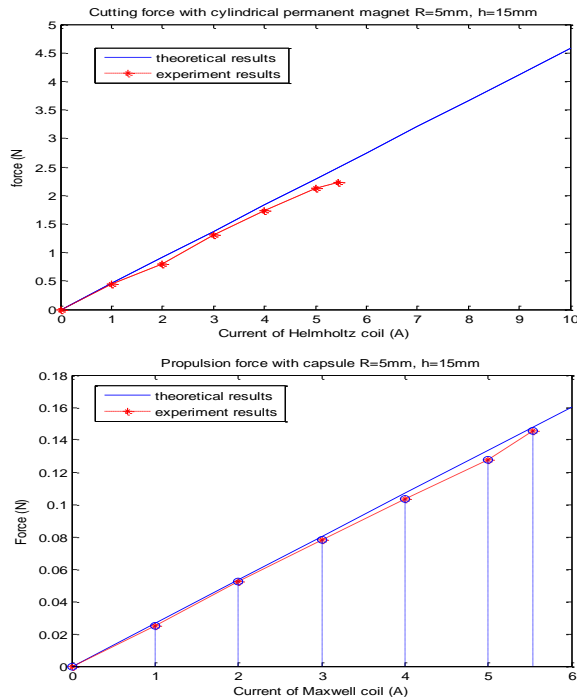 Cutting force with cylindrical permanent magnet R=5mm, h=15mm
5
4.5
4
3.5
3
2.5
2
1.5
1
0.5
0
force (N
theoretical results
experiment results
0 1 2 3 4 5 6 7 8 9 10
Current of Helmholtz coil (A)
Propulsion force with capsule R=5mm, h=15mm
0.18
0.16
0.14
0.12
0.1
0.08
0.06
0.04
0.02
0
Force (N)
theoretical results
experiment results
0 1 2 3 4 5 6
Current of Maxwell coil (A)